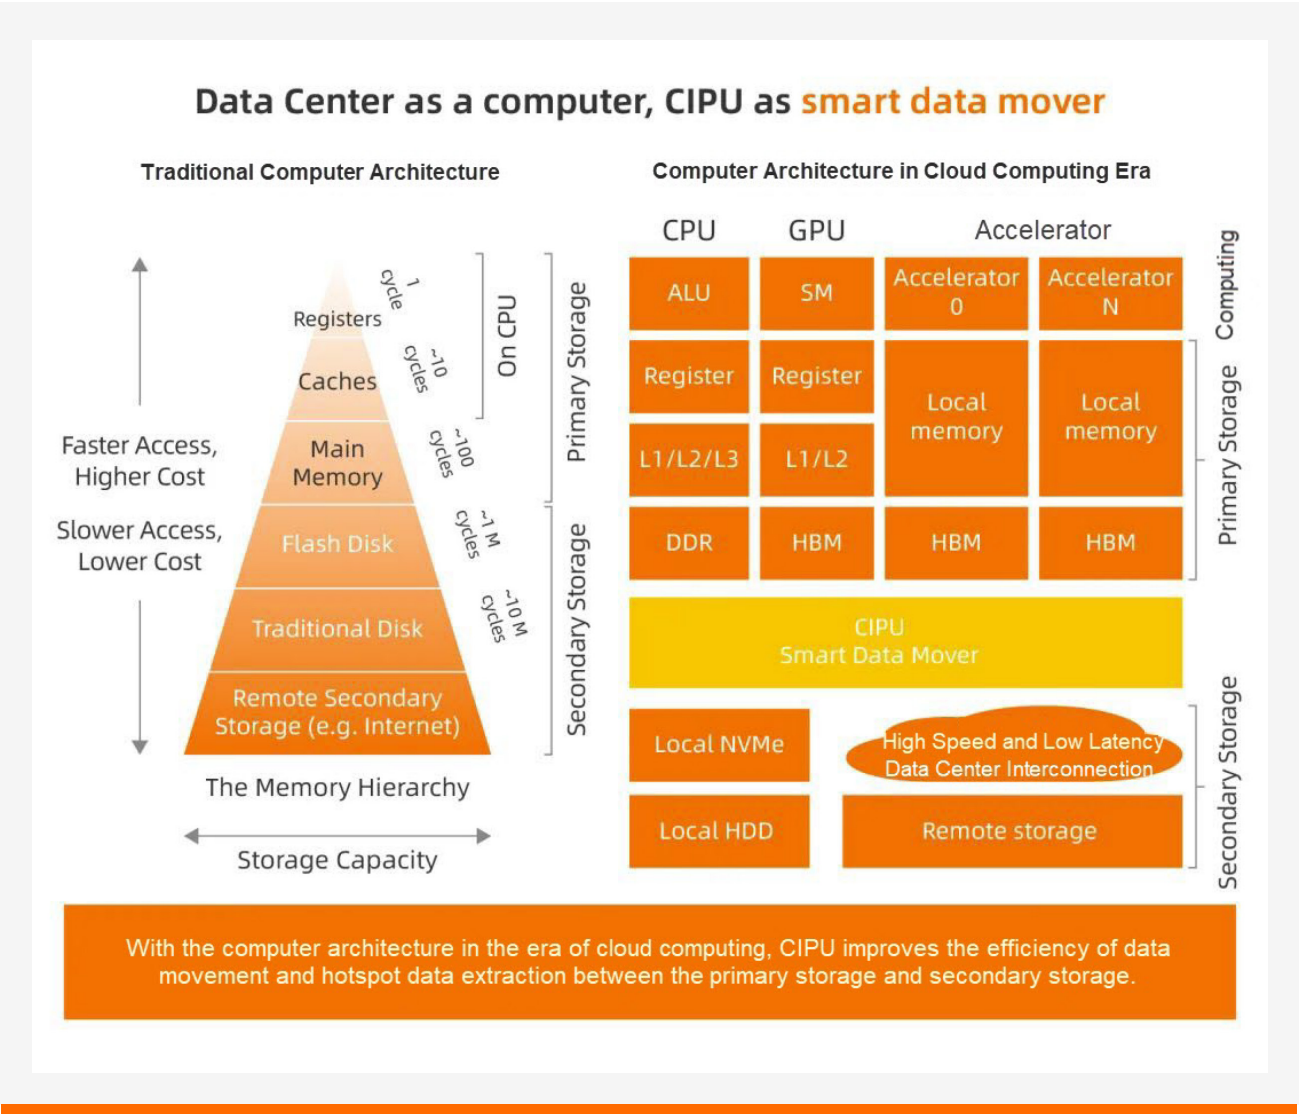 Data Center as a computer, CIPU as smart data mover
Traditional Computer Architecture
Registers
Caches
Main
Memory
Flash Disk
Traditional Disk
Remote Secondary
Storage (e.g. Internet)
1
cycle
~10
cycles
~100
cycles
~1 M
cycles
~10 M
cycles
On CPU
Primary Storage
Secondary Storage
Faster Access,
Higher Cost
Slower Access,
Lower Cost
The Memory Hierarchy
Storage Capacity
Computer Architecture in Cloud Computing Era
CPU
GPU
Accelerator
ALU
SM
Accelerator
0
Accelerator
N
Computing
Register
Register
Local
memory
Local
memory
L1/L2/L3
L1/L2
DDR
HBM
HBM
HBM
Primary Storage
CIPU
Smart Data Mover
Local NVMe
High Speed and Low Latency
Data Center Interconnection
Local HDD
Remote storage
Secondary Storage
With the computer architecture in the era of cloud computing, CIPU improves the efficiency of data
movement and hotspot data extraction between the primary storage and secondary storage.